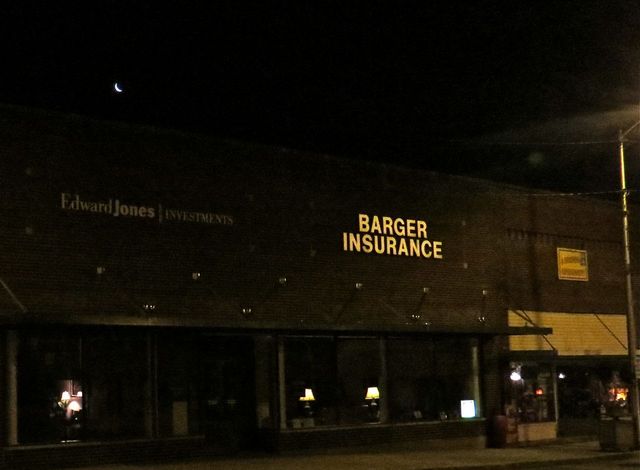 Edward Jones | INVESTMENTS
BARGER
INSURANCE